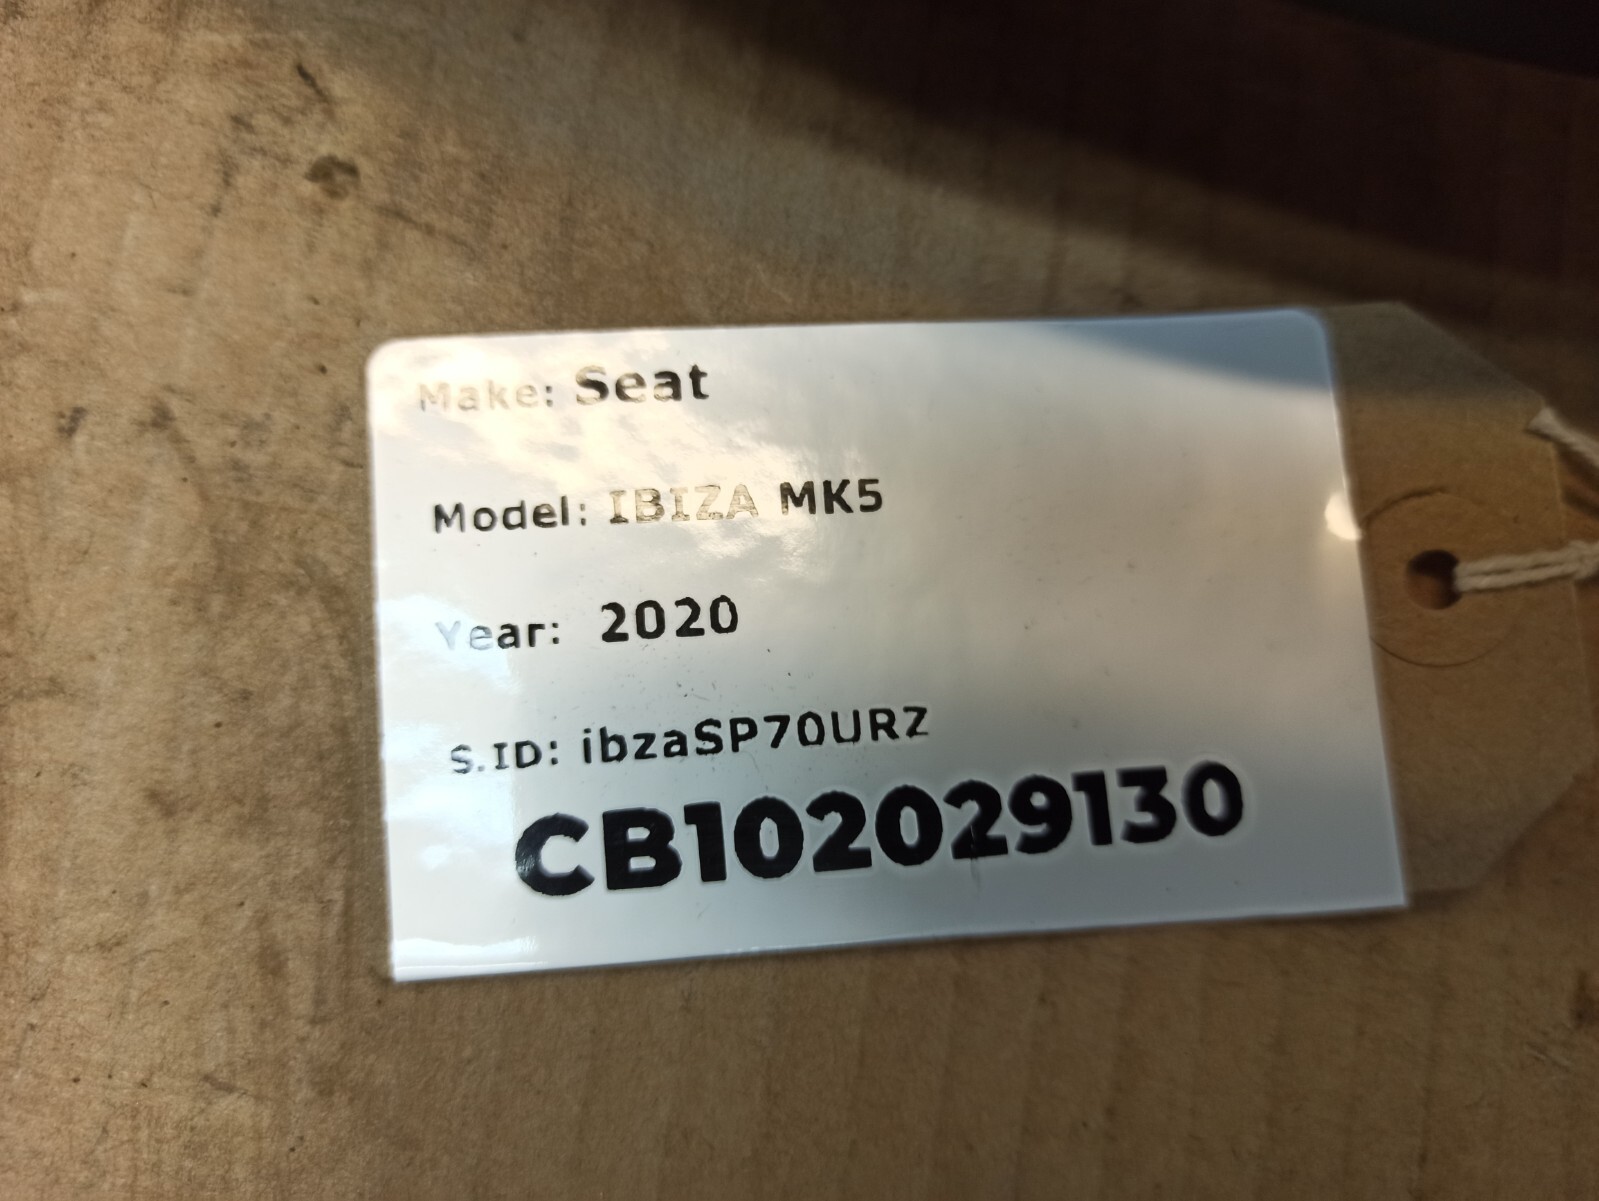 Make: Seat
Model: IBIZA MK5
Year: 2020
S.ID: ibzaSP70URZ
CB102029130